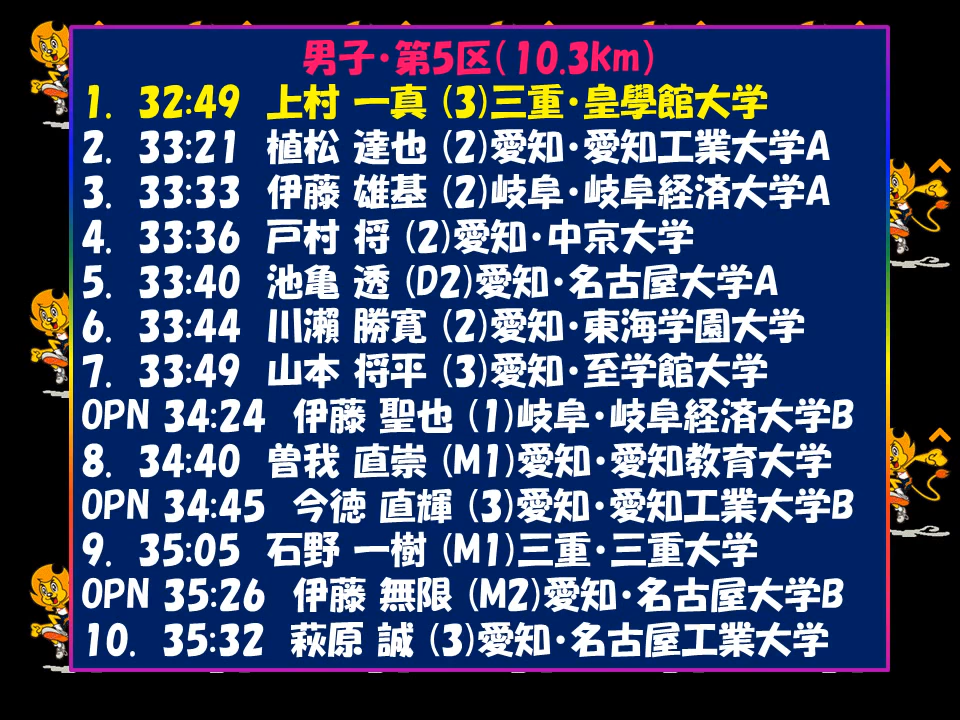 男子・第5区(10.3km)
1. 32:49 上村 一真 (3)三重・皇學館大学
2. 33:21 植松 達也 (2)愛知・愛知工業大学A
3. 33:33 伊藤 雄基 (2)岐阜・岐阜経済大学A
4. 33:36 戸村 将 (2)愛知・中京大学
5. 33:40 池亀 透 (D2)愛知・名古屋大学A
6. 33:44 川瀬 勝寛 (2)愛知・東海学園大学
7. 33:49 山本 将平 (3)愛知・至学館大学
OPN 34:24 伊藤 聖也 (1)岐阜・岐阜経済大学B
8. 34:40 曽我 直崇 (M1)愛知・愛知教育大学
OPN 34:45 今徳 直輝 (3)愛知・愛知工業大学B
9. 35:05 石野 一樹 (M1)三重・三重大学
OPN 35:26 伊藤 無限 (M2)愛知・名古屋大学B
10. 35:32 萩原 誠 (3)愛知・名古屋工業大学